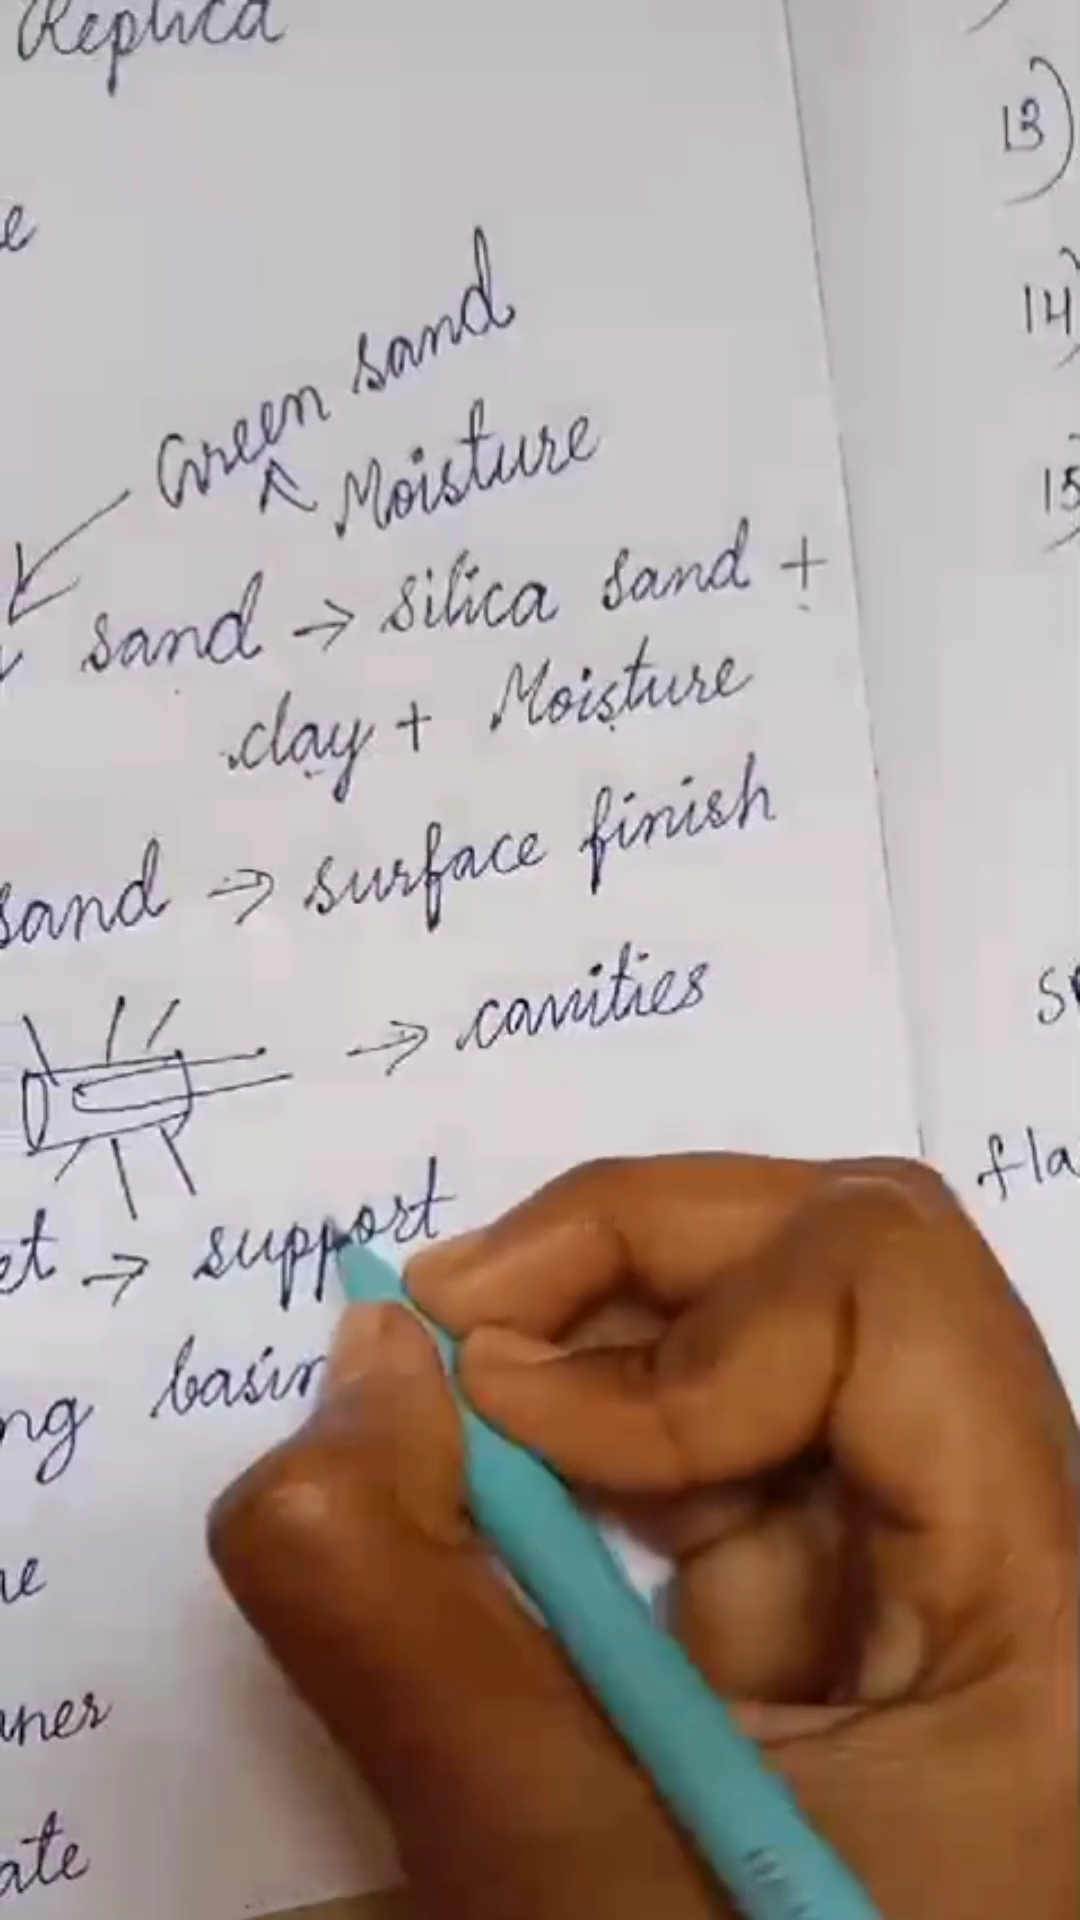 Replica
e
Green sand
^ Moisture
sand → silica sand +
clay + Moisture
sand → surface finish
→ cavities
et → support
ng basin
ne
nner
ate
13)
14)
15
fla